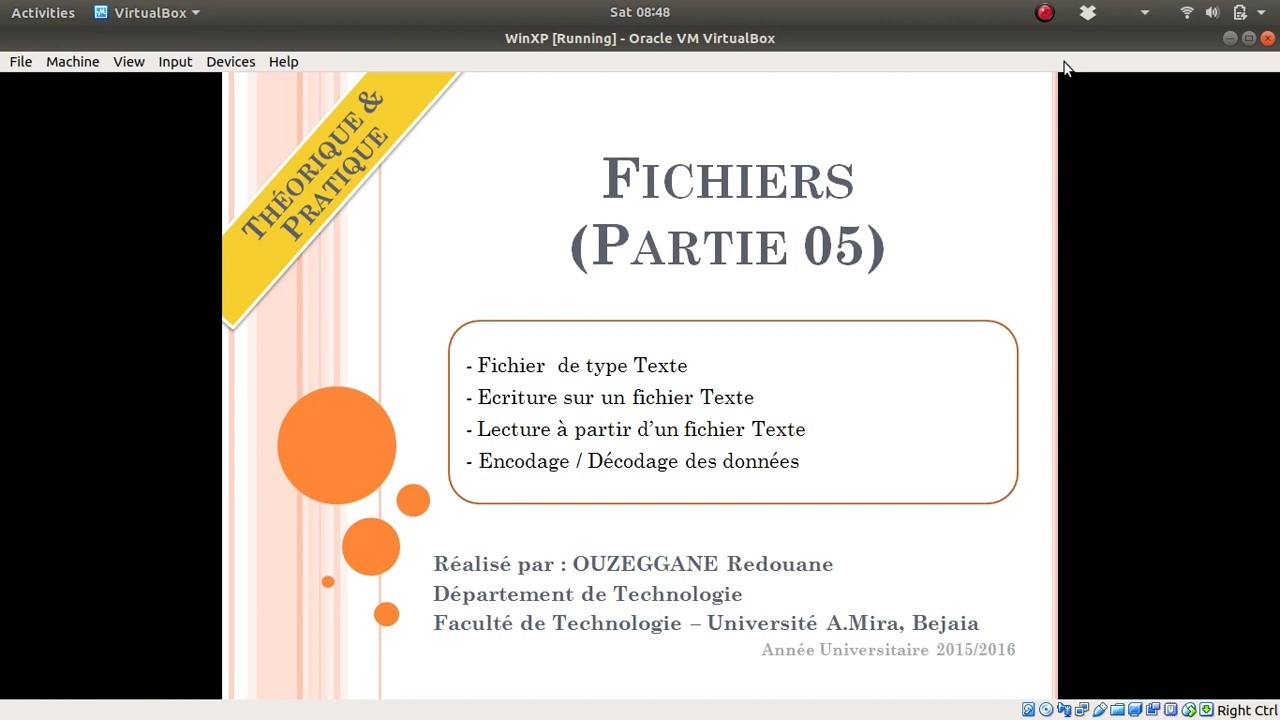 Activities VirtualBox Sat 08:48
WinXP [Running] - Oracle VM VirtualBox
File Machine View Input Devices Help
THÉORIQUE &
PRATIQUE
FICHIERS
(PARTIE 05)
- Fichier de type Texte
- Ecriture sur un fichier Texte
- Lecture à partir d’un fichier Texte
- Encodage / Décodage des données
Réalisé par : OUZEGGANE Redouane
Département de Technologie
Faculté de Technologie – Université A.Mira, Bejaia
Année Universitaire 2015/2016
Right Ctrl